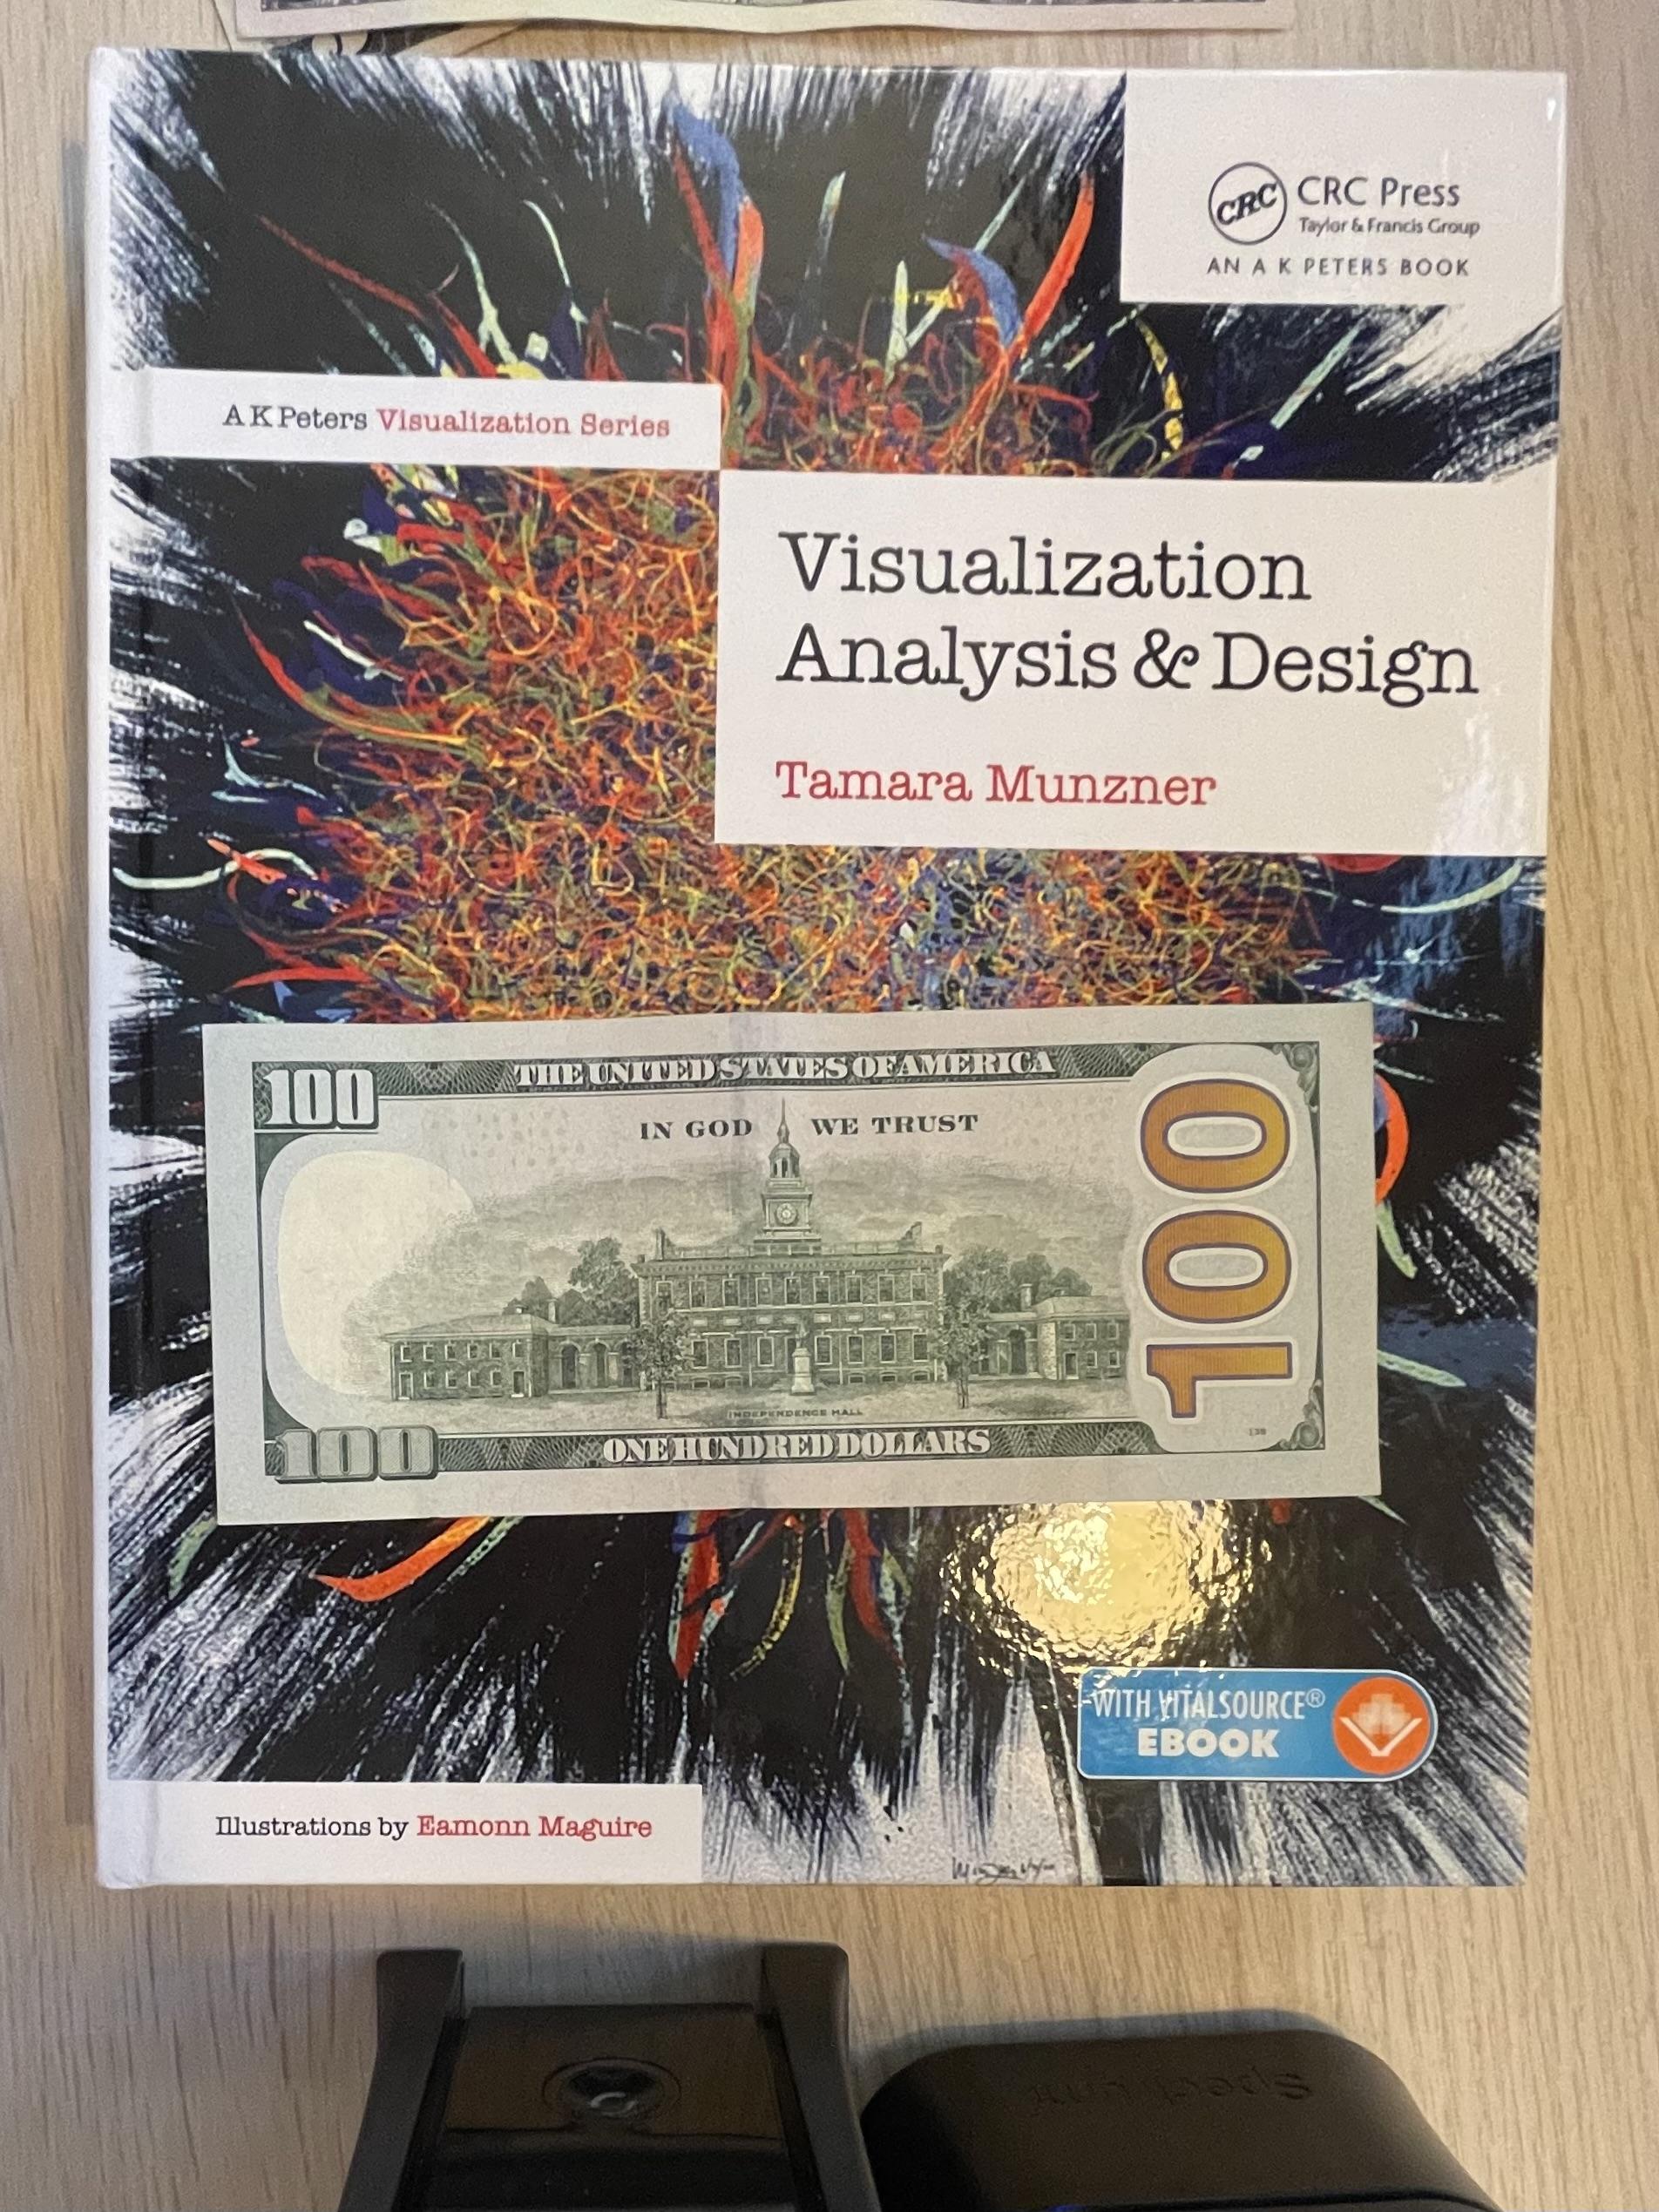 CRC
CRC Press
Taylor & Francis Group
AN A K PETERS BOOK
A K Peters Visualization Series
Visualization
Analysis & Design
Tamara Munzner
100
THE UNITED STATES OF AMERICA
IN GOD WE TRUST
100
INDEPENDENCE HALL
100
ONE HUNDRED DOLLARS
WITH VITALSOURCE®
EBOOK
Illustrations by Eamonn Maguire
Spectrum